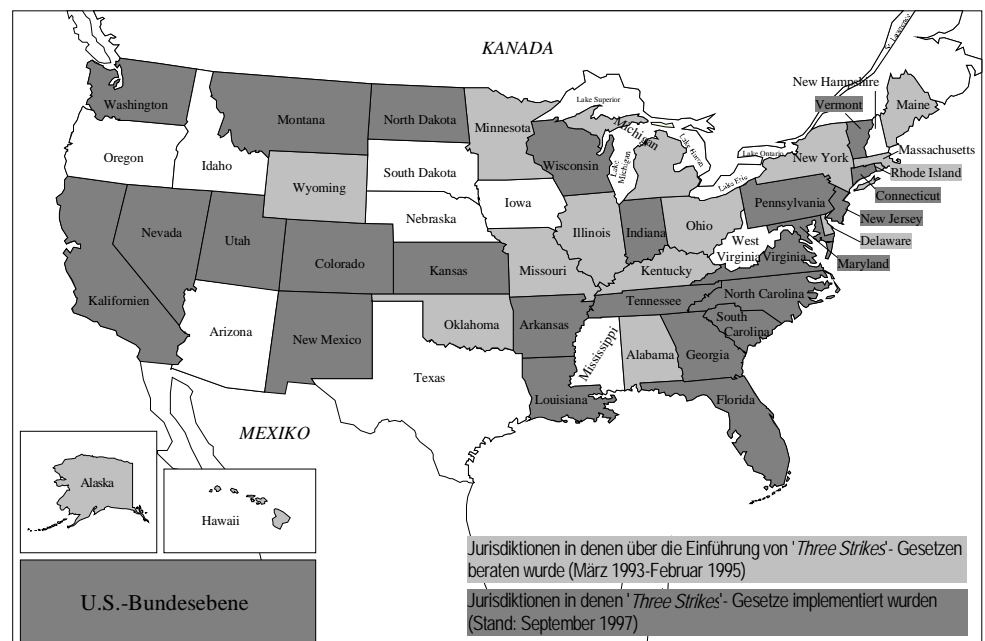 KANADA
St. Lawrence
New Hampshire
Washington
Montana
North Dakota
Minnesota
Lake Superior
Vermont
Maine
Michigan
Oregon
Idaho
Wisconsin
Lake
Michigan
Lake Huron
Lake Ontario
New York
Massachusetts
South Dakota
Rhode Island
Wyoming
Lake Erie
Connecticut
Nebraska
Iowa
Pennsylvania
New Jersey
Nevada
Utah
Illinois
Indiana
Ohio
West
Virginia
Virginia
Delaware
Maryland
Colorado
Kansas
Missouri
Kentucky
Kalifornien
Tennessee
North Carolina
Arizona
New Mexico
Oklahoma
Arkansas
South
Carolina
Mississippi
Alabama
Georgia
Texas
Louisiana
Florida
MEXIKO
Alaska
Hawaii
Jurisdiktionen in denen über die Einführung von 'Three Strikes'- Gesetzen
beraten wurde (März 1993-Februar 1995)
U.S.-Bundesebene
Jurisdiktionen in denen 'Three Strikes'- Gesetze implementiert wurden
(Stand: September 1997)